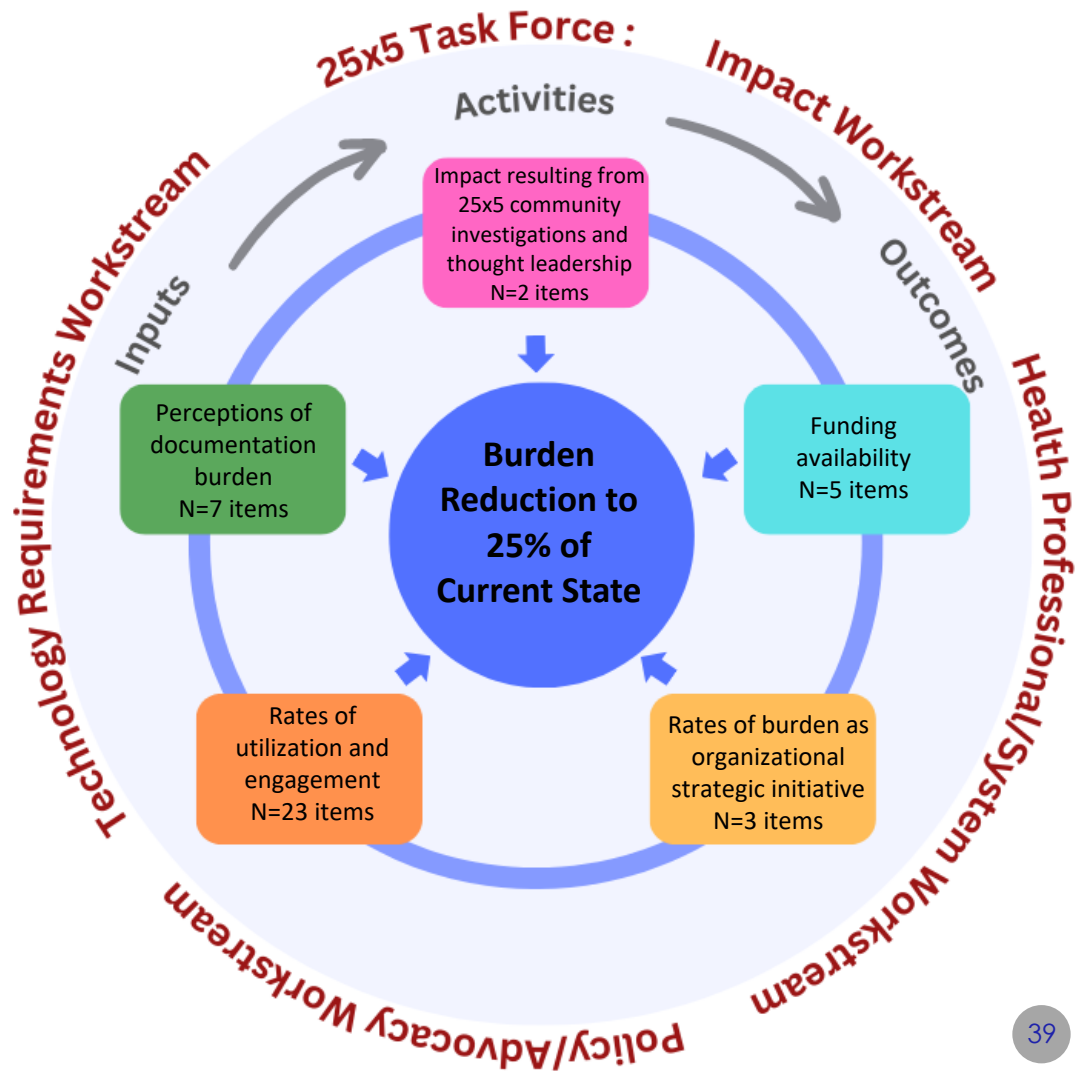 25x5 Task Force :
Impact Workstream
Health Professional/System Workstream
Policy/Advocacy Workstream
Technology Requirements Workstream
Inputs
Activities
Outcomes
Impact resulting from
25x5 community
investigations and
thought leadership
N=2 items
Perceptions of
documentation
burden
N=7 items
Funding
availability
N=5 items
Burden
Reduction to
25% of
Current State
Rates of
utilization and
engagement
N=23 items
Rates of burden as
organizational
strategic initiative
N=3 items
39